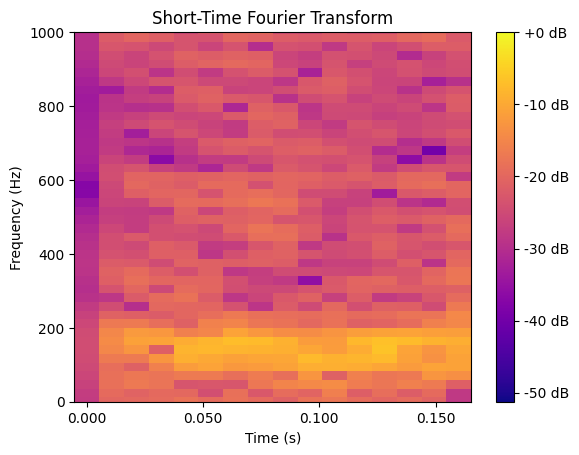 Short-Time Fourier Transform
1000
800
600
400
200
0
Frequency (Hz)
0.000
0.050
0.100
0.150
Time (s)
+0 dB
-10 dB
-20 dB
-30 dB
-40 dB
-50 dB